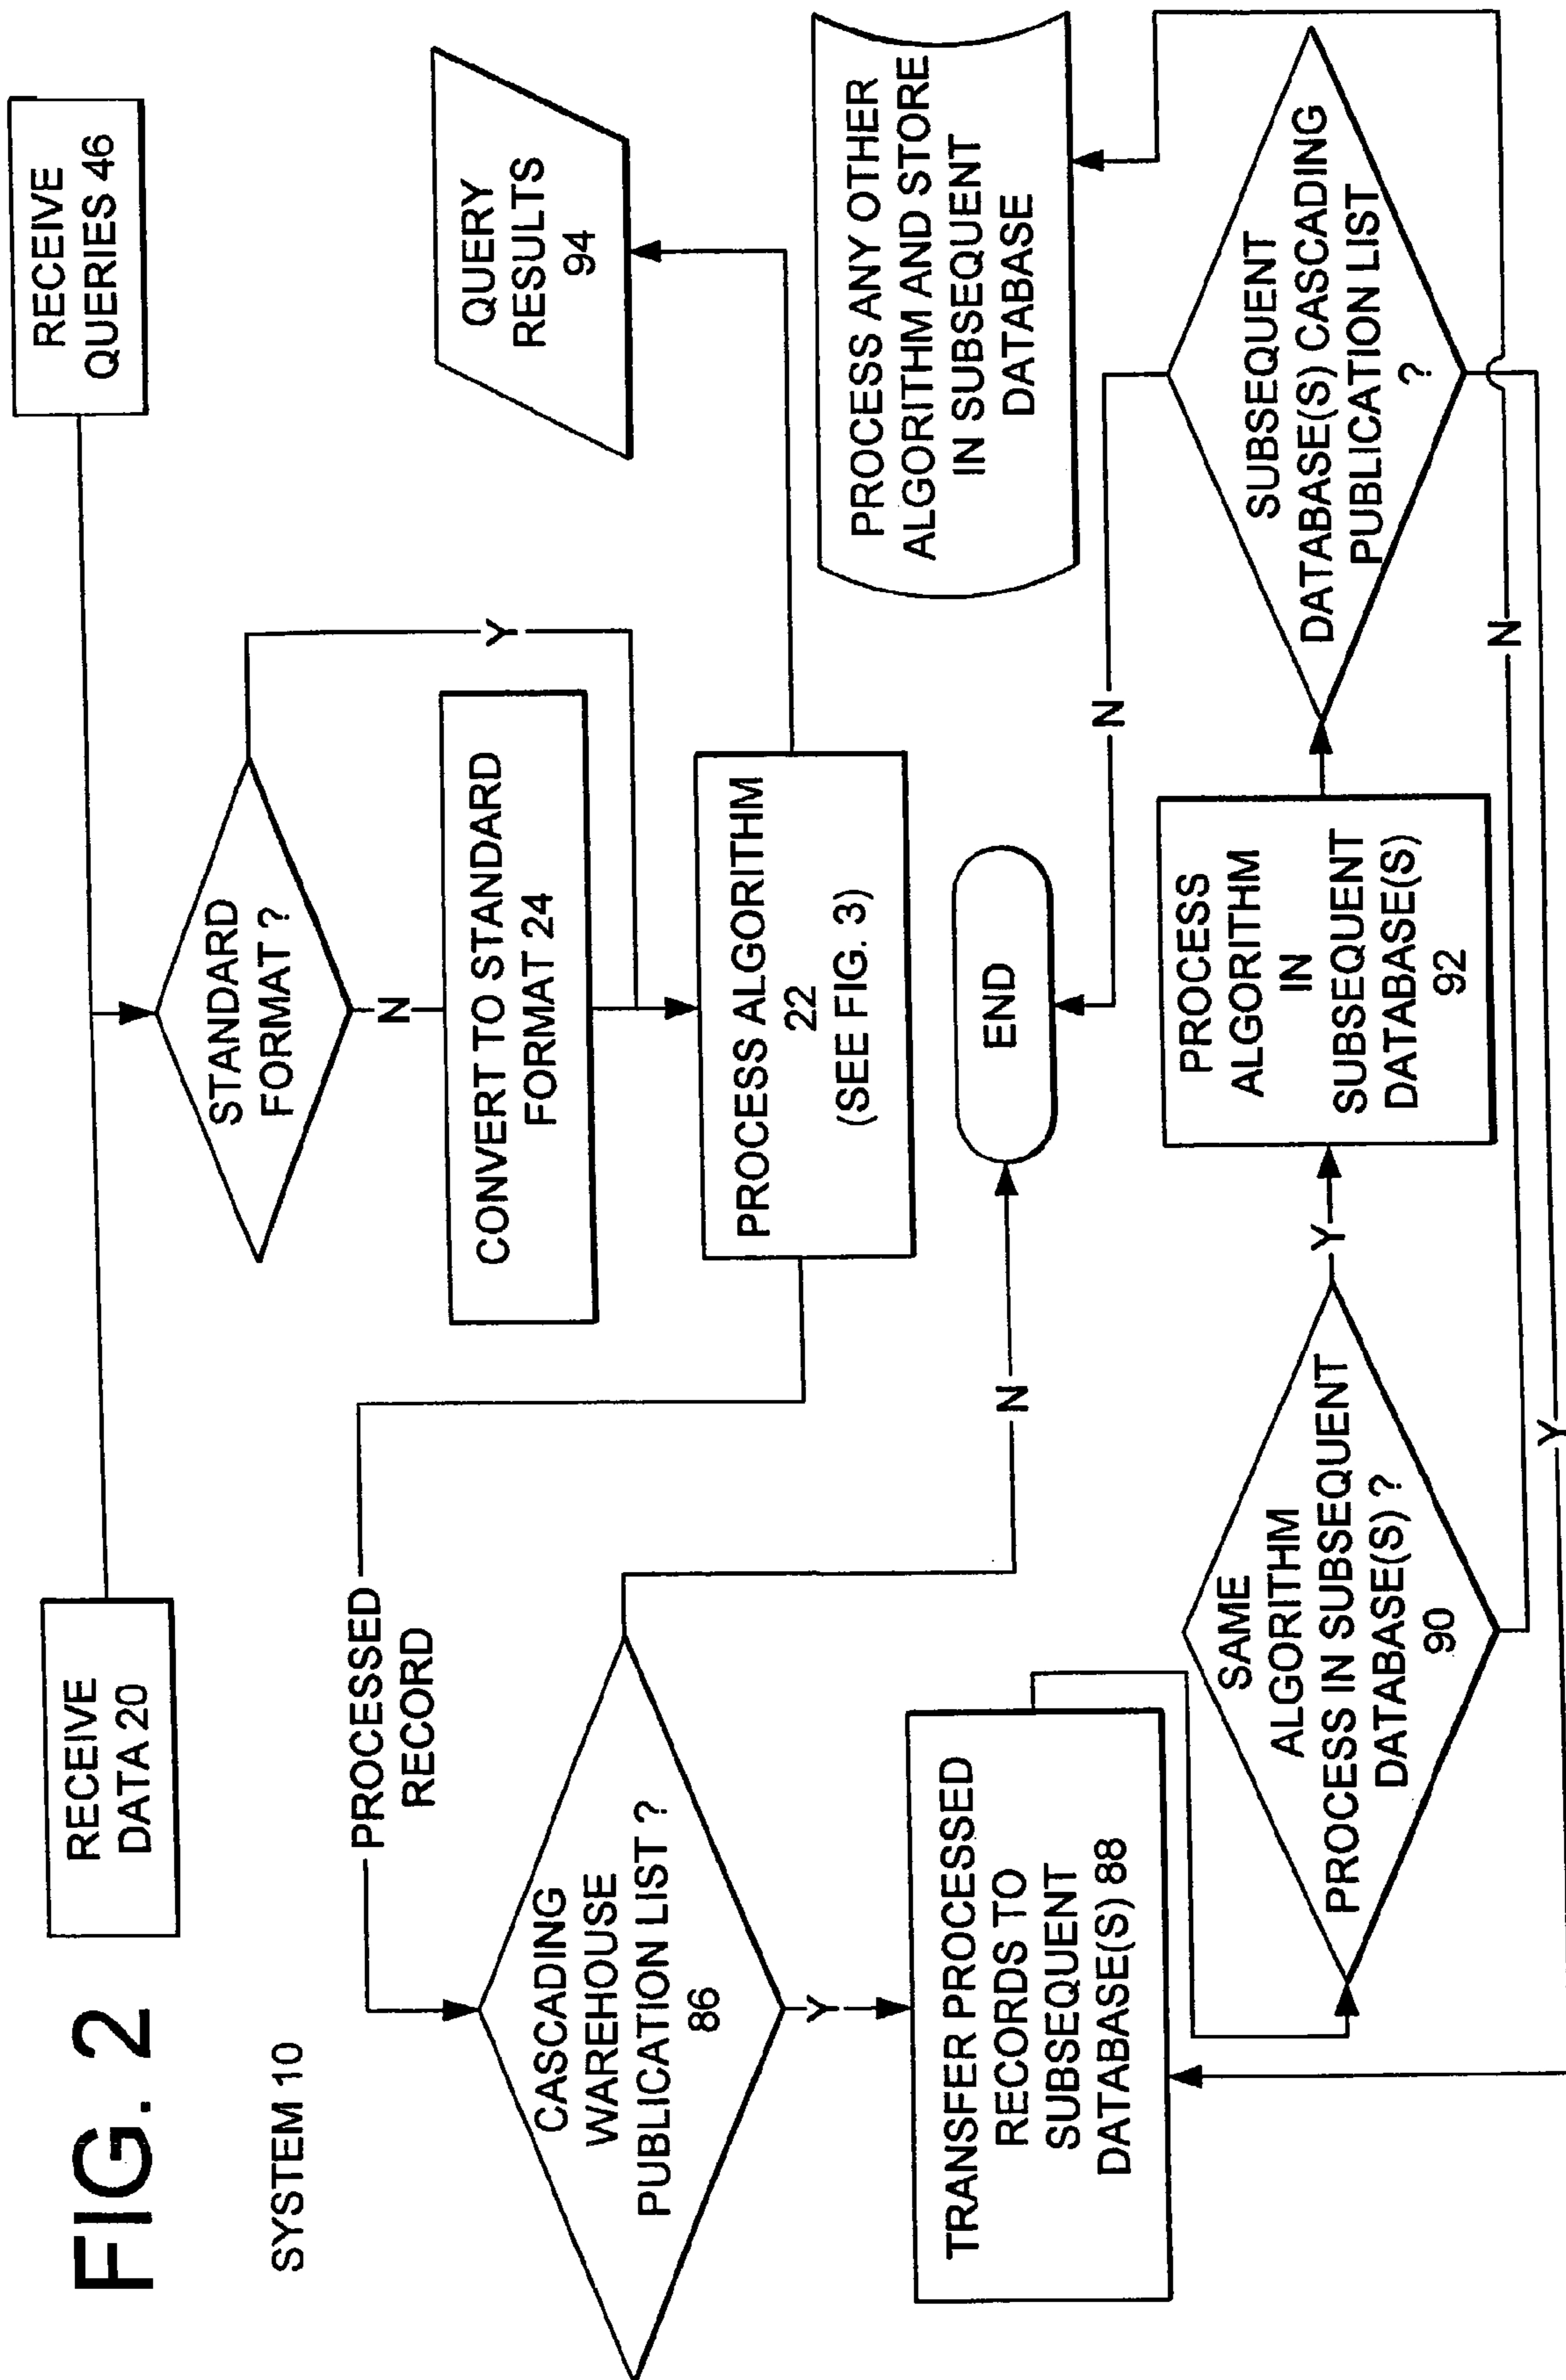 FIG. 2
SYSTEM 10
RECEIVE
DATA 20
RECEIVE
QUERIES 46
STANDARD
FORMAT ?
Y
N
CONVERT TO STANDARD
FORMAT 24
PROCESS ALGORITHM
22
(SEE FIG. 3)
QUERY
RESULTS
94
PROCESSED
RECORD
CASCADING
WAREHOUSE
PUBLICATION LIST ?
86
N
Y
END
TRANSFER PROCESSED
RECORDS TO
SUBSEQUENT
DATABASE(S) 88
SAME
ALGORITHM
PROCESS IN SUBSEQUENT
DATABASE(S) ?
90
Y
N
PROCESS
ALGORITHM
IN
SUBSEQUENT
DATABASE(S)
92
SUBSEQUENT
DATABASE(S) CASCADING
PUBLICATION LIST
?
N
Y
PROCESS ANY OTHER
ALGORITHM AND STORE
IN SUBSEQUENT
DATABASE